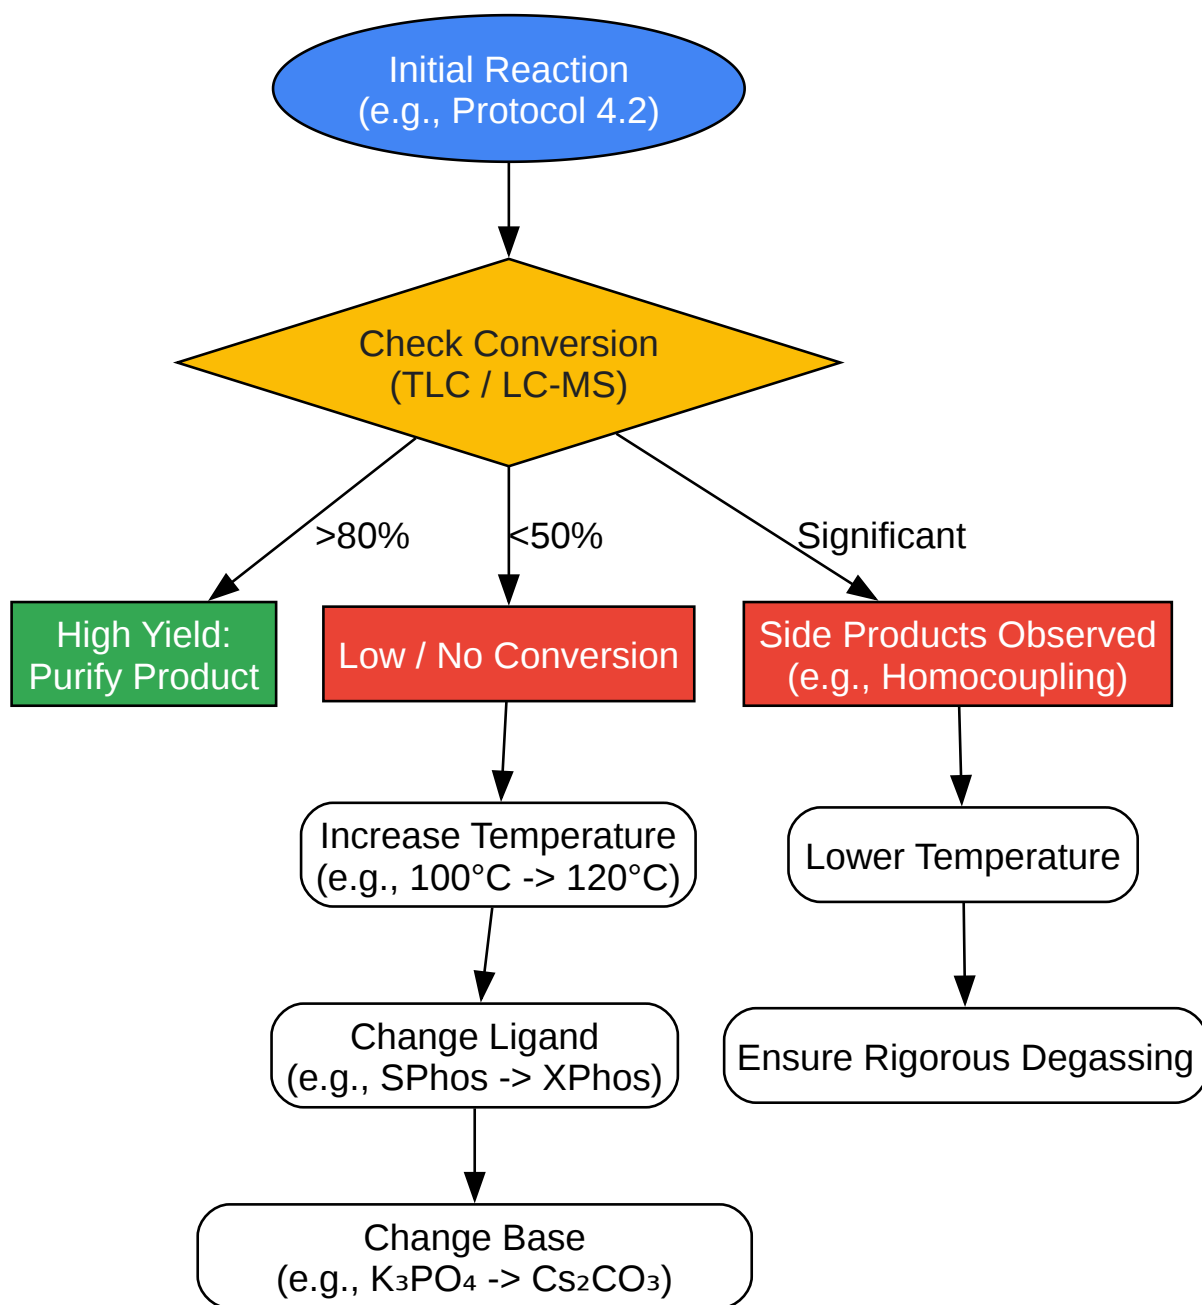 Initial Reaction
(e.g., Protocol 4.2)
Check Conversion
(TLC / LC-MS)
>80%
<50%
Significant
High Yield:
Purify Product
Low / No Conversion
Side Products Observed
(e.g., Homocoupling)
Increase Temperature
(e.g., 100°C -> 120°C)
Lower Temperature
Change Ligand
(e.g., SPhos -> XPhos)
Ensure Rigorous Degassing
Change Base
(e.g., K₃PO₄ -> Cs₂CO₃)